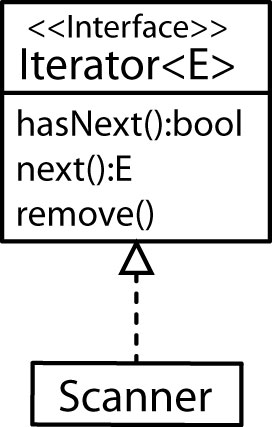 <<Interface>>
Iterator<E>
hasNext():bool
next():E
remove()
Scanner